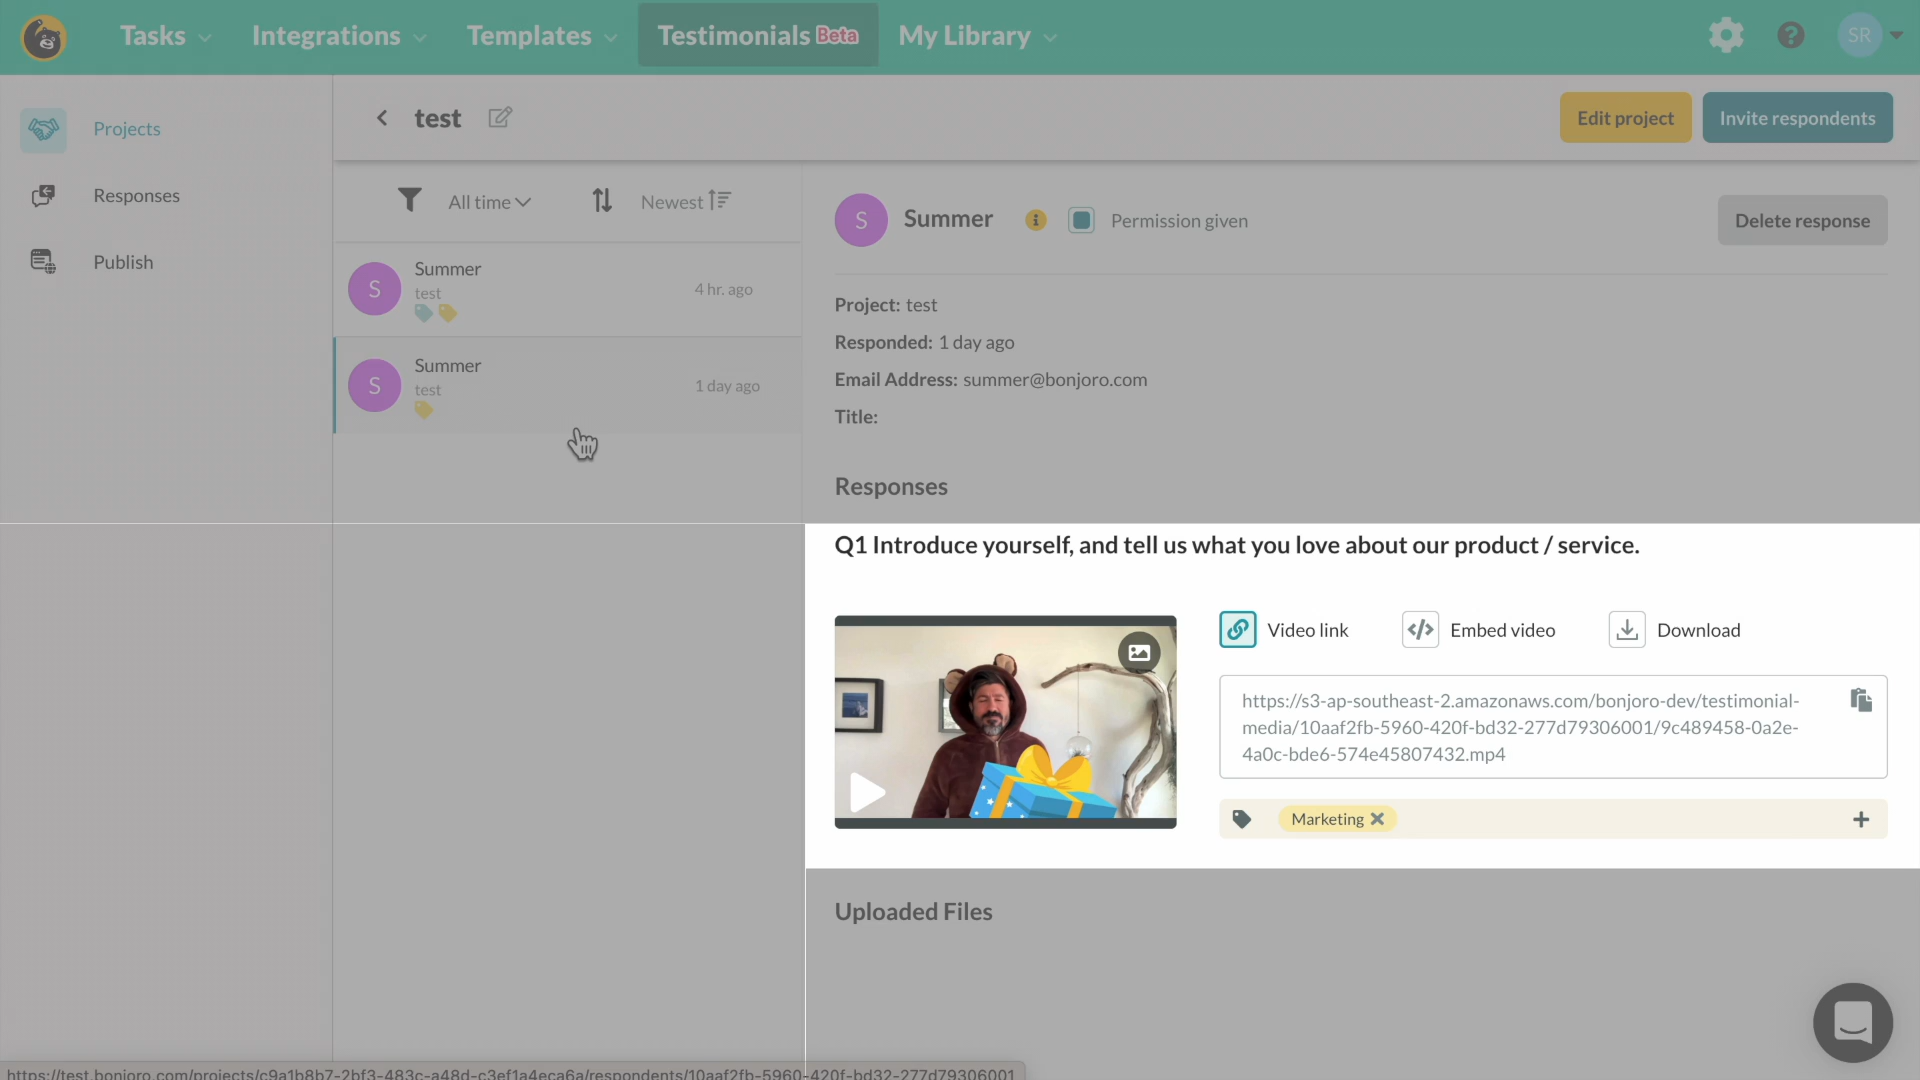 Tasks
Integrations
Templates
Testimonials Beta
My Library
SR
Projects
Responses
Publish
test
Edit project
Invite respondents
All time
Newest
S
Summer
test
4 hr. ago
S
Summer
test
1 day ago
S
Summer
Permission given
Delete response
Project: test
Responded: 1 day ago
Email Address: summer@bonjoro.com
Title:
Responses
Q1 Introduce yourself, and tell us what you love about our product / service.
Video link
Embed video
Download
https://s3-ap-southeast-2.amazonaws.com/bonjoro-dev/testimonial-
media/10aaf2fb-5960-420f-bd32-277d79306001/9c489458-0a2e-
4a0c-bde6-574e45807432.mp4
Marketing
Uploaded Files
https://test.bonjoro.com/projects/c9a1b8b7-2bf3-483c-a48d-c3ef1a4eca6a/respondents/10aaf2fb-5960-420f-bd32-277d79306001